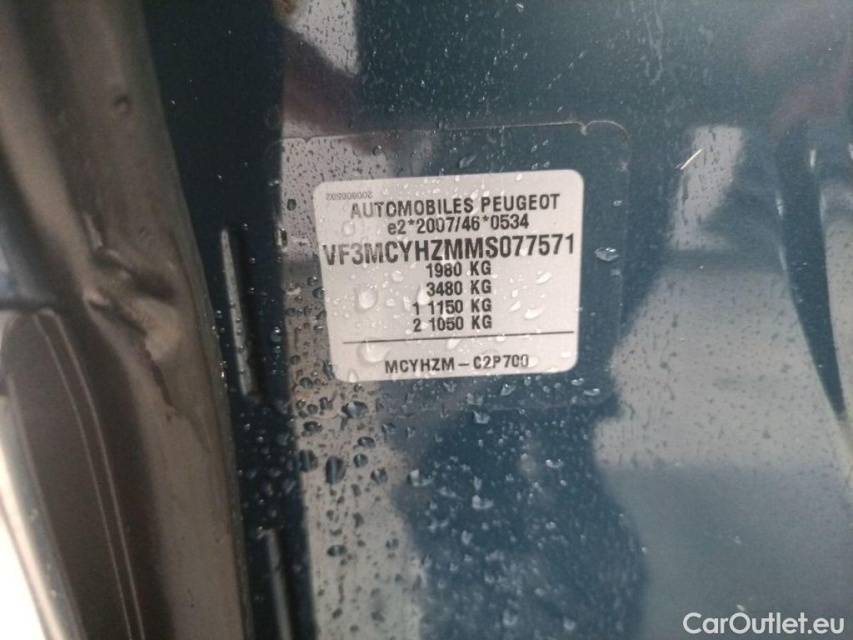 200806592
AUTOMOBILES PEUGEOT
e2*2007/46*0534
VF3MCYHZMMS077571
1980 KG
3480 KG
1 1150 KG
2 1050 KG
MCYHZM - C2P700
CarOutlet.eu